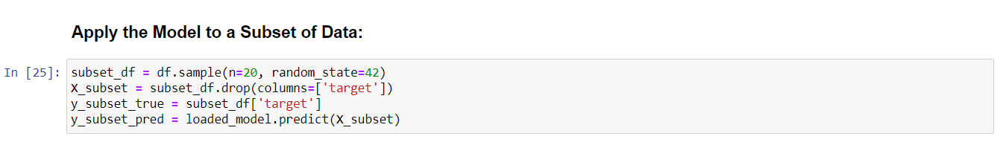 Apply the Model to a Subset of Data:
In [25]: subset_df = df.sample(n=20, random_state=42)
X_subset = subset_df.drop(columns=['target'])
y_subset_true = subset_df['target']
y_subset_pred = loaded_model.predict(X_subset)